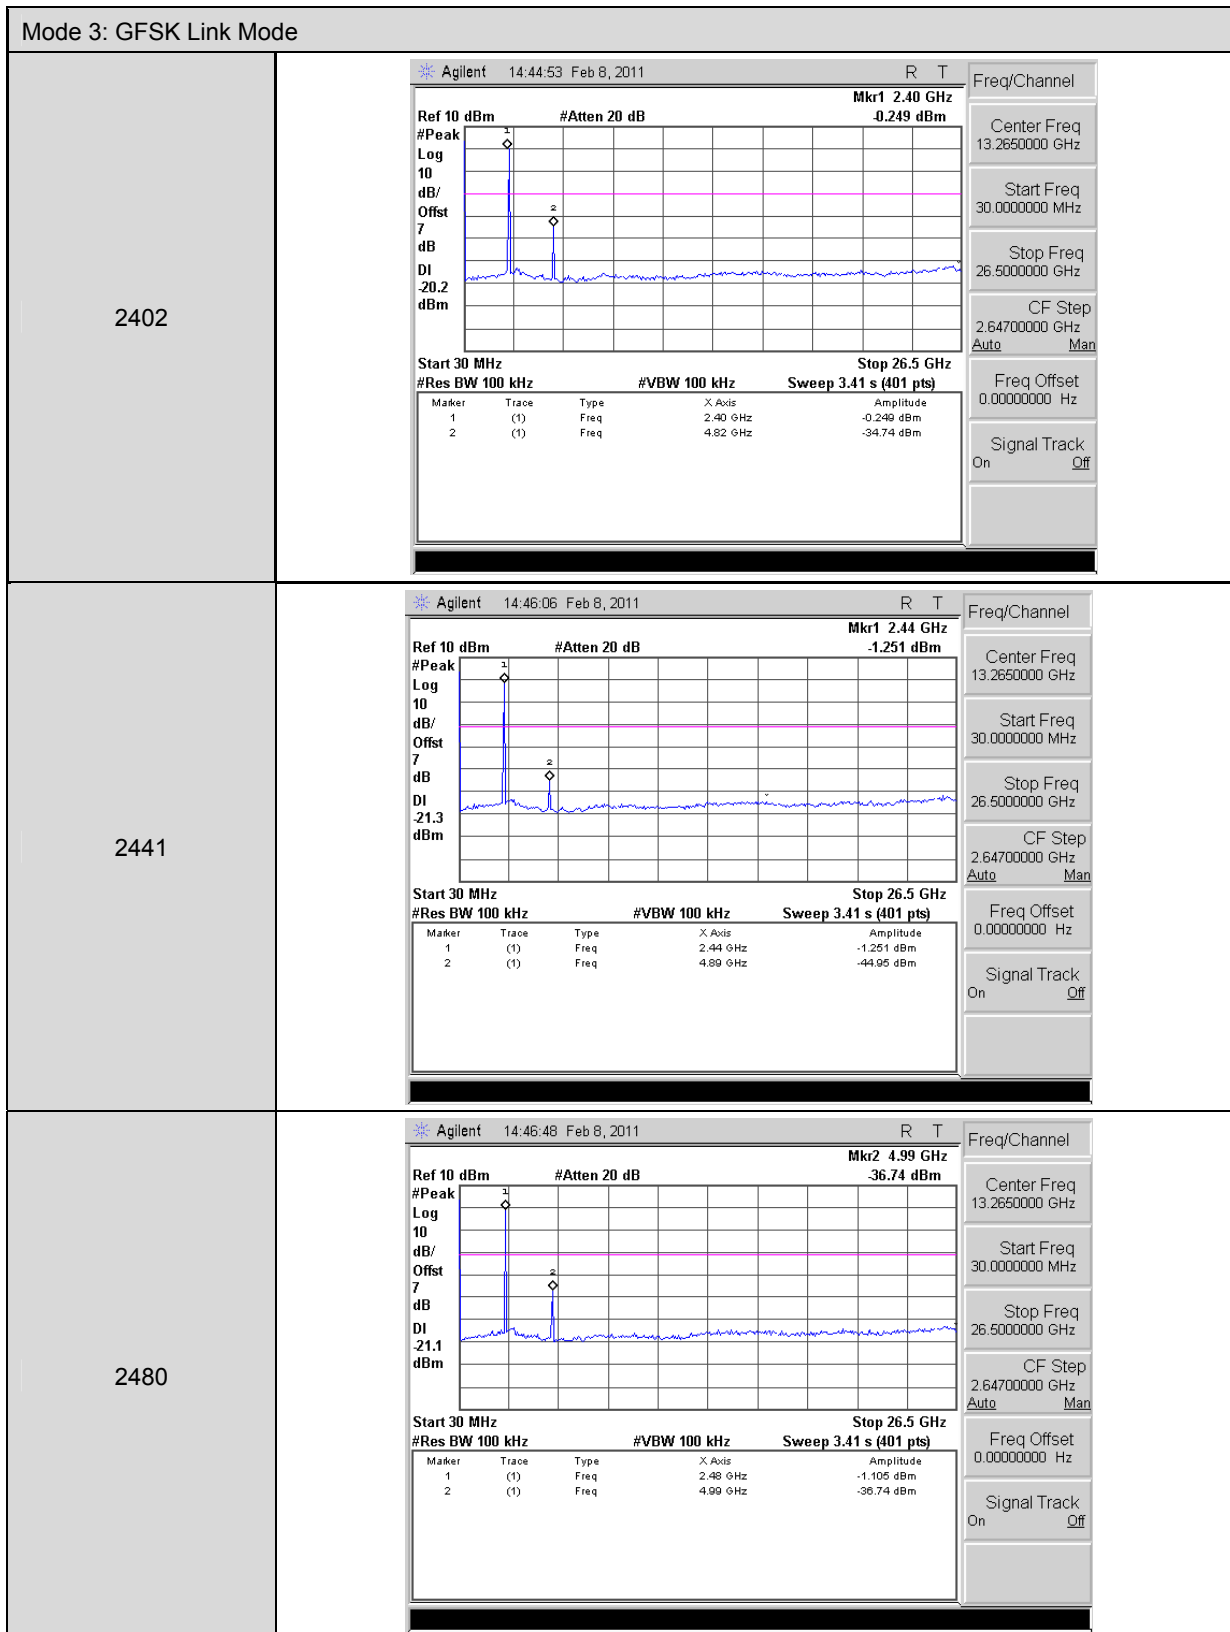 Mode 3: GFSK Link Mode
2402
Agilent 14:44:53 Feb 8, 2011 R T
Mkr1 2.40 GHz
Ref 10 dBm #Atten 20 dB -0.249 dBm
#Peak
Log
10
dB/
Offst
7
dB
DI
-20.2
dBm
1
2
Start 30 MHz Stop 26.5 GHz
#Res BW 100 kHz #VBW 100 kHz Sweep 3.41 s (401 pts)
Marker Trace Type X Axis Amplitude
1 (1) Freq 2.40 GHz -0.249 dBm
2 (1) Freq 4.82 GHz -34.74 dBm
Freq/Channel
Center Freq
13.2650000 GHz
Start Freq
30.0000000 MHz
Stop Freq
26.5000000 GHz
CF Step
2.64700000 GHz
Auto Man
Freq Offset
0.00000000 Hz
Signal Track
On Off
2441
Agilent 14:46:06 Feb 8, 2011 R T
Mkr1 2.44 GHz
Ref 10 dBm #Atten 20 dB -1.251 dBm
#Peak
Log
10
dB/
Offst
7
dB
DI
-21.3
dBm
1
2
Start 30 MHz Stop 26.5 GHz
#Res BW 100 kHz #VBW 100 kHz Sweep 3.41 s (401 pts)
Marker Trace Type X Axis Amplitude
1 (1) Freq 2.44 GHz -1.251 dBm
2 (1) Freq 4.89 GHz -44.95 dBm
Freq/Channel
Center Freq
13.2650000 GHz
Start Freq
30.0000000 MHz
Stop Freq
26.5000000 GHz
CF Step
2.64700000 GHz
Auto Man
Freq Offset
0.00000000 Hz
Signal Track
On Off
2480
Agilent 14:46:48 Feb 8, 2011 R T
Mkr2 4.99 GHz
Ref 10 dBm #Atten 20 dB -36.74 dBm
#Peak
Log
10
dB/
Offst
7
dB
DI
-21.1
dBm
1
2
Start 30 MHz Stop 26.5 GHz
#Res BW 100 kHz #VBW 100 kHz Sweep 3.41 s (401 pts)
Marker Trace Type X Axis Amplitude
1 (1) Freq 2.48 GHz -1.105 dBm
2 (1) Freq 4.99 GHz -36.74 dBm
Freq/Channel
Center Freq
13.2650000 GHz
Start Freq
30.0000000 MHz
Stop Freq
26.5000000 GHz
CF Step
2.64700000 GHz
Auto Man
Freq Offset
0.00000000 Hz
Signal Track
On Off